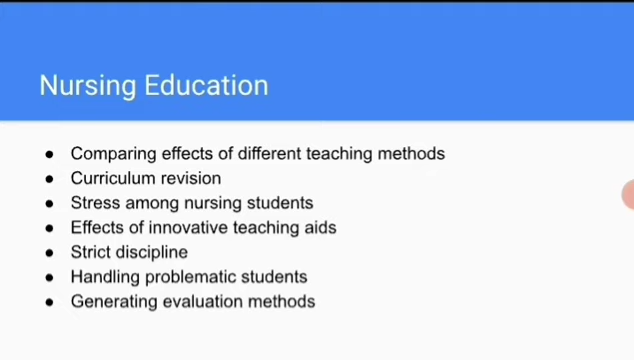 Nursing Education
● Comparing effects of different teaching methods
● Curriculum revision
● Stress among nursing students
● Effects of innovative teaching aids
● Strict discipline
● Handling problematic students
● Generating evaluation methods